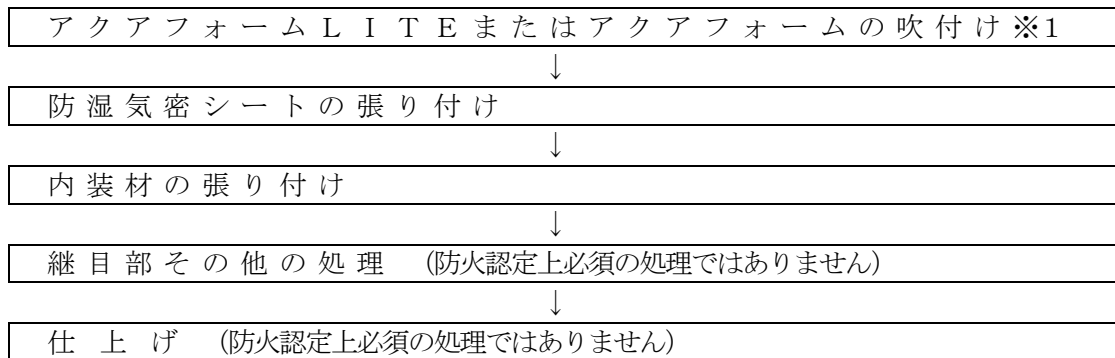 アクアフォームＬＩＴＥまたはアクアフォームの吹付け※1
↓
防湿気密シートの張り付け
↓
内装材の張り付け
↓
継目部その他の処理　(防火認定上必須の処理ではありません)
↓
仕上げ　(防火認定上必須の処理ではありません)